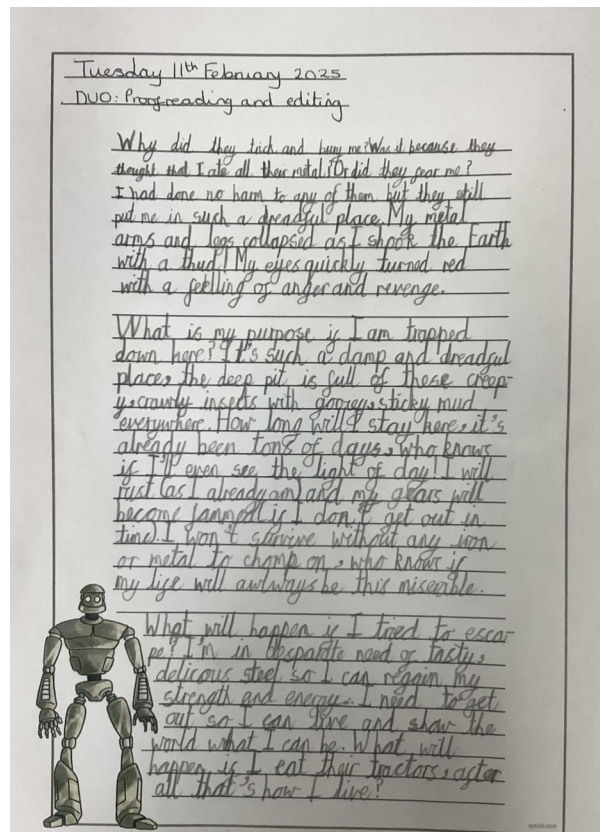 Tuesday 11th February 2025
DUO: Proofreading and editing
Why did they trick and bury me? Was it because they
thought that I ate all their metal? Or did they fear me?
I had done no harm to any of them but they still
put me in such a dreadful place. My metal
arms and legs collapsed as I shook the Earth
with a thud! My eyes quickly turned red
with a feelling of anger and revenge.
What is my purpose if I am trapped
down here? It's such a damp and dreadful
place, the deep pit is full of these creep-
y, crawly insects with gooey, sticky mud
everywhere. How long will I stay here, it's
already been tons of days, who knows
if I'll even see the light of day! I will
rust (as I already am) and my gears will
become jammed if I don't get out in
time. I won't survive without any iron
or metal to chomp on, who knows if
my life will awlways be this miserable.
What will happen if I tried to escar
pe? I'm in desparate need of tasty,
delicous steel so I can regain my
strength and energy. I need to get
out so I can live and show the
world what I can be. What will
happen if I eat their tractors, after
all that's how I live?
twinkl.com